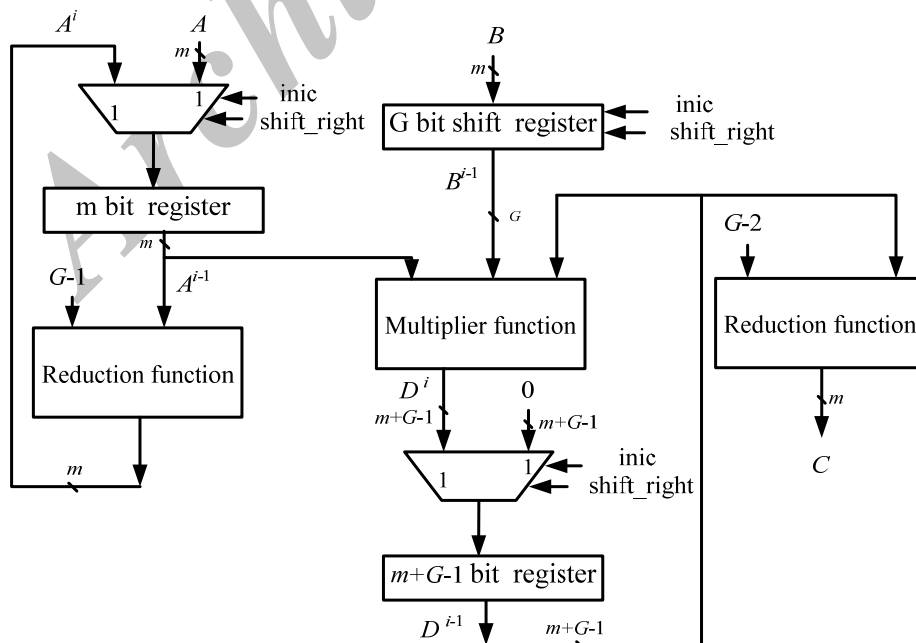 A^i
A
m
1
1
inic
shift_right
m bit register
m
G-1
A^{i-1}
Reduction function
m
B
m
G bit shift register
inic
shift_right
B^{i-1}
G
Multiplier function
D^i
m+G-1
0
m+G-1
1
1
inic
shift_right
m+G-1 bit register
D^{i-1}
m+G-1
G-2
Reduction function
m
C
Archi